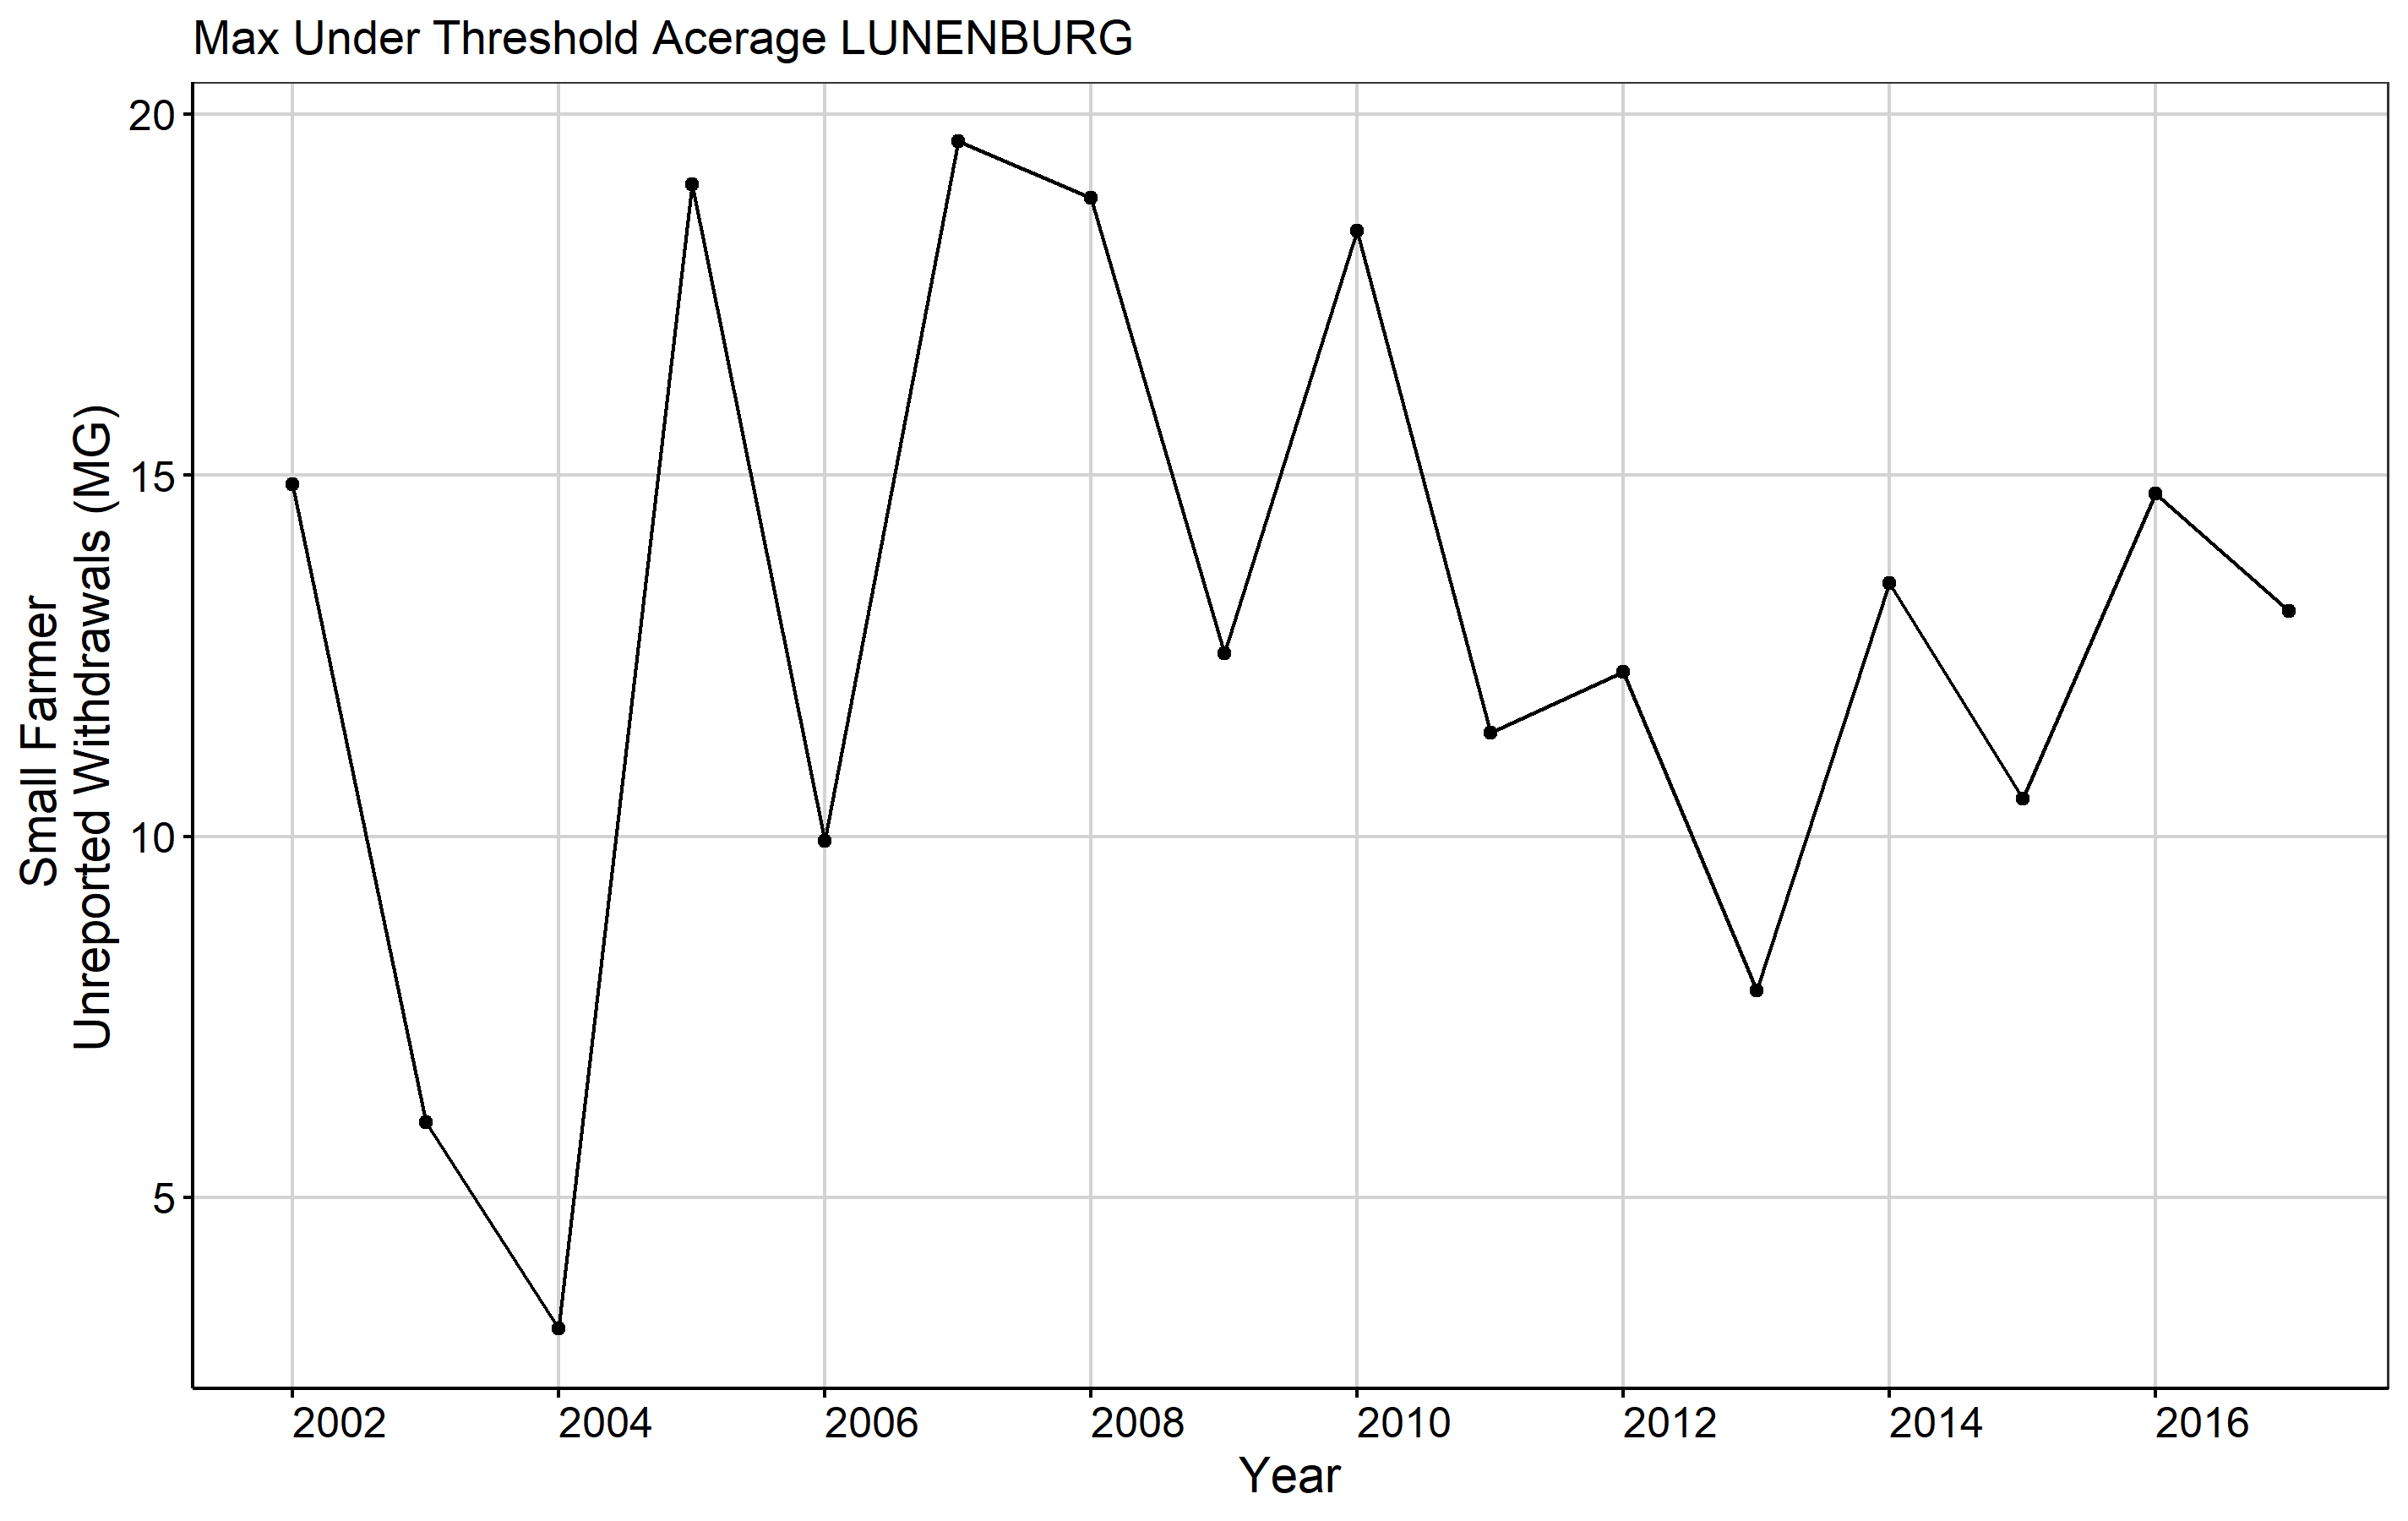 Max Under Threshold Acerage LUNENBURG
Small Farmer
Unreported Withdrawals (MG)
20
15
10
5
2002 2004 2006 2008 2010 2012 2014 2016
Year